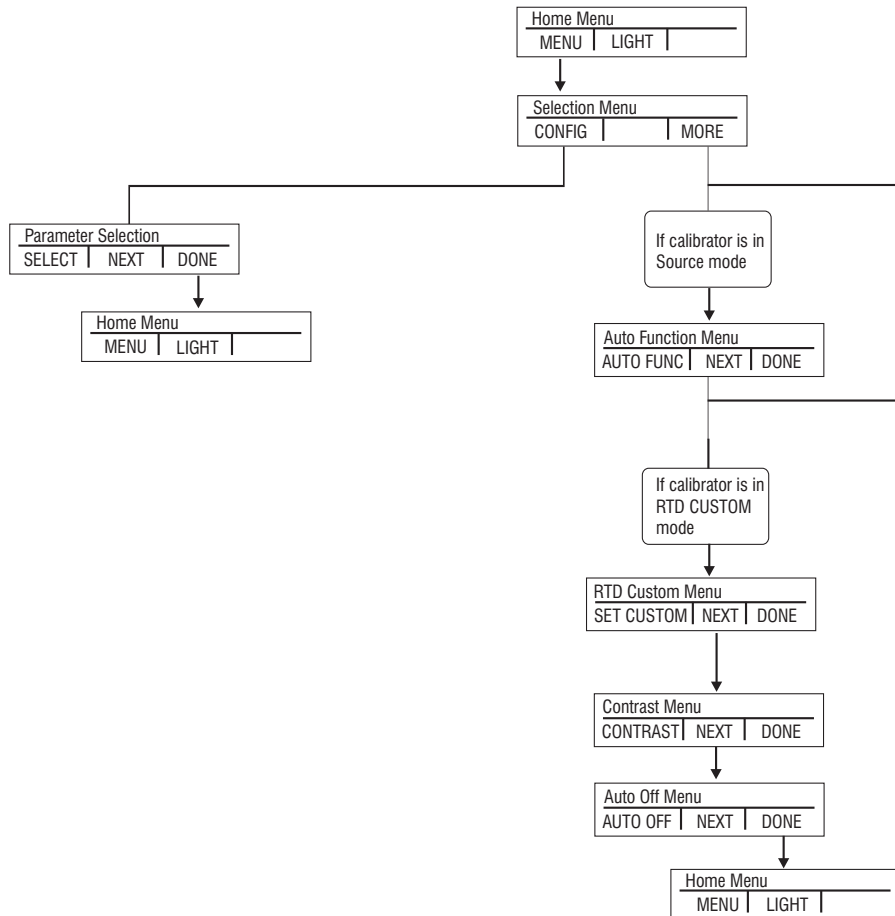 Home Menu
MENU LIGHT
Selection Menu
CONFIG MORE
Parameter Selection
SELECT NEXT DONE
Home Menu
MENU LIGHT
If calibrator is in
Source mode
Auto Function Menu
AUTO FUNC NEXT DONE
If calibrator is in
RTD CUSTOM
mode
RTD Custom Menu
SET CUSTOM NEXT DONE
Contrast Menu
CONTRAST NEXT DONE
Auto Off Menu
AUTO OFF NEXT DONE
Home Menu
MENU LIGHT